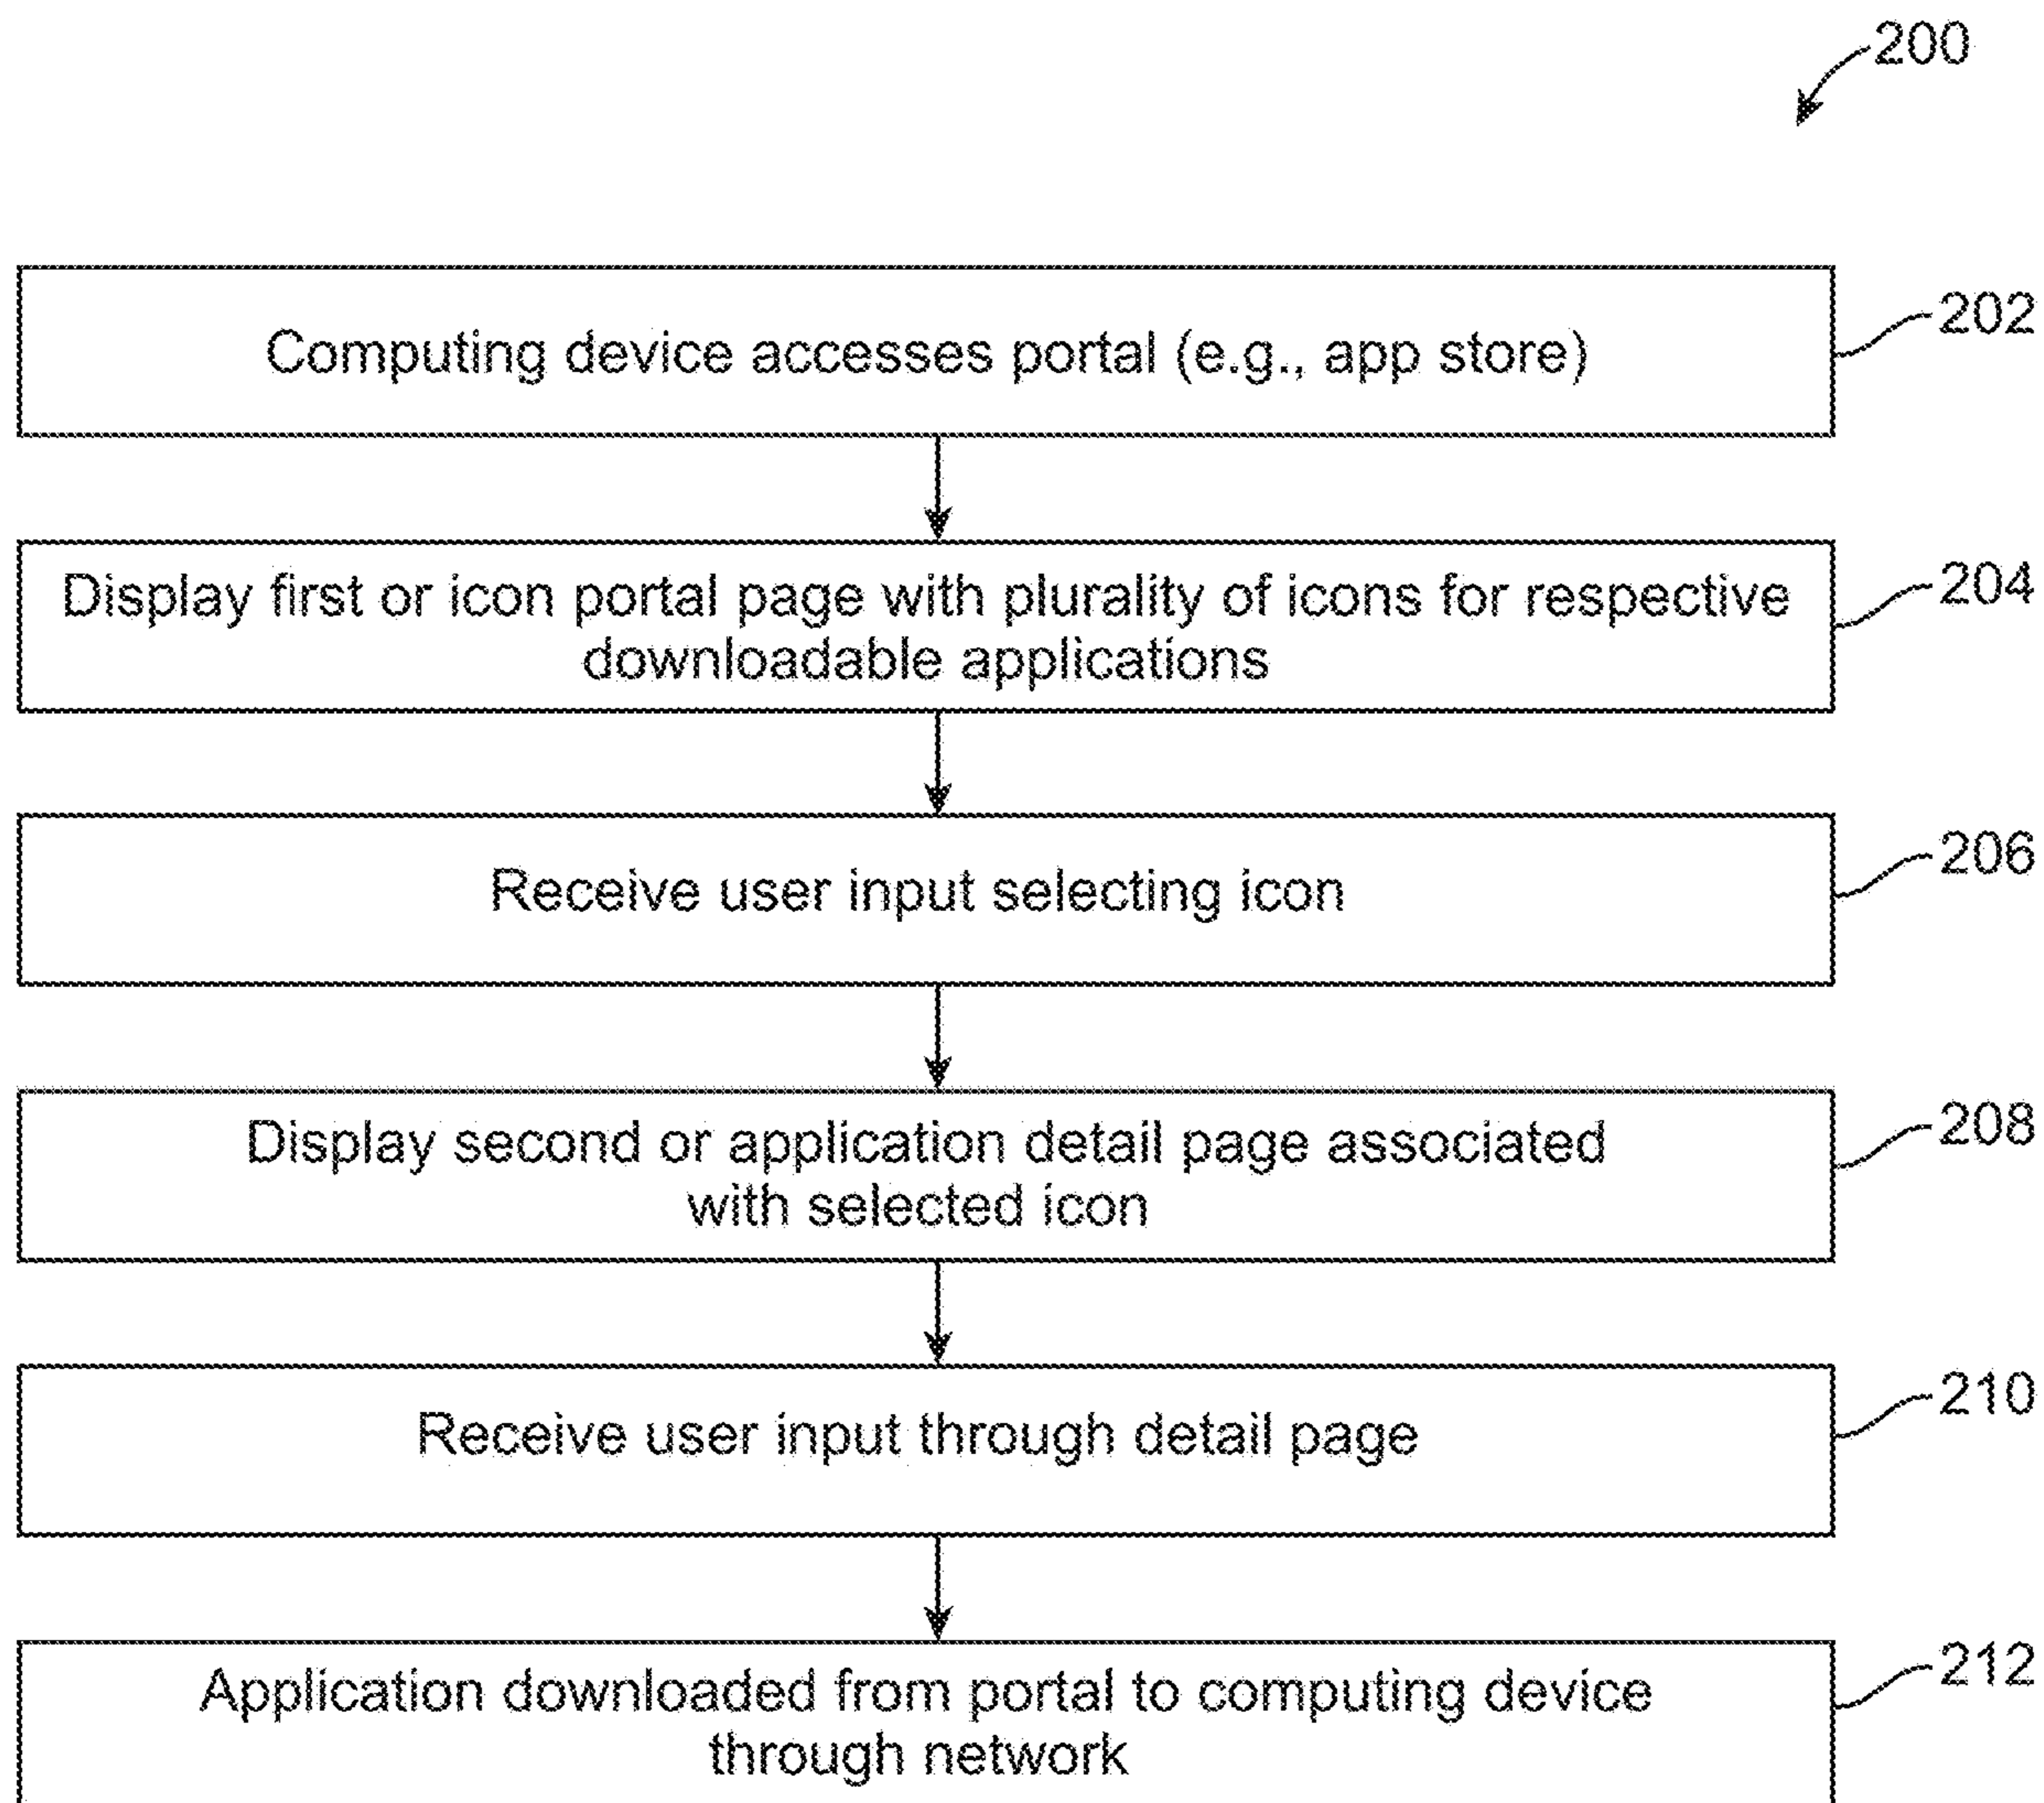 200
Computing device accesses portal (e.g., app store)
202
Display first or icon portal page with plurality of icons for respective
downloadable applications
204
Receive user input selecting icon
206
Display second or application detail page associated
with selected icon
208
Receive user input through detail page
210
Application downloaded from portal to computing device
through network
212